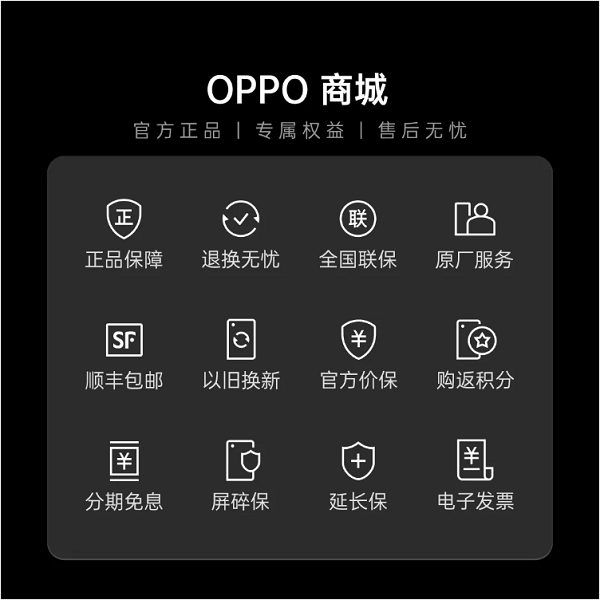 OPPO 商城
官方正品 | 专属权益 | 售后无忧
正
联
正品保障 退换无忧 全国联保 原厂服务
SF
¥
顺丰包邮 以旧换新 官方价保 购返积分
¥
¥
分期免息 屏碎保 延长保 电子发票